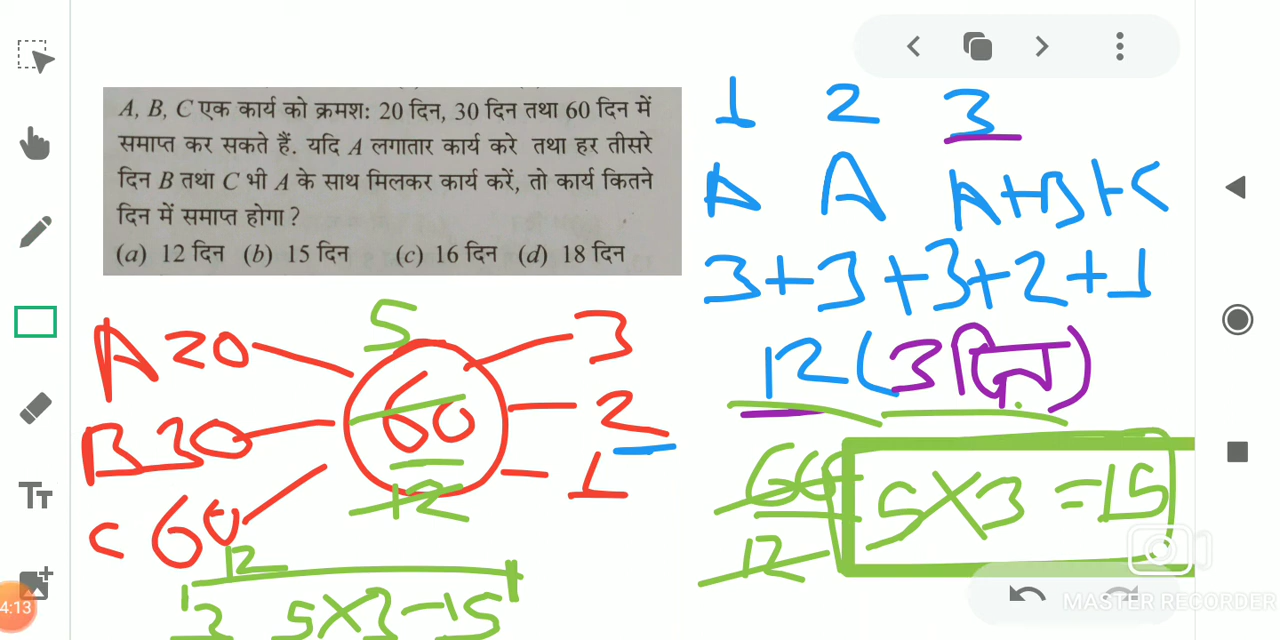 A, B, C एक कार्य को क्रमश: 20 दिन, 30 दिन तथा 60 दिन में
समाप्त कर सकते हैं. यदि A लगातार कार्य करे तथा हर तीसरे
दिन B तथा C भी A के साथ मिलकर कार्य करें, तो कार्य कितने
दिन में समाप्त होगा ?
(a) 12 दिन (b) 15 दिन (c) 16 दिन (d) 18 दिन
1 2 3
A A A+B+C
3+3+3+2+1
12 (3 दिन)
60
12
5×3=15
5
A 20 60 3
B 30 2
C 60 1
12
12
3 5×3=15
Tт
4:13
MASTER RECORDER